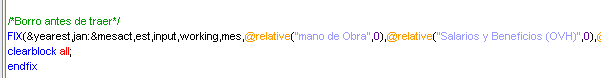 /*Borro antes de traer*/
FIX(&yearest,jan:&mesact,est,input,working,mes,@relative("mano de Obra",0),@relative("Salarios y Beneficios (OVH)",0),@
clearblock all;
endfix